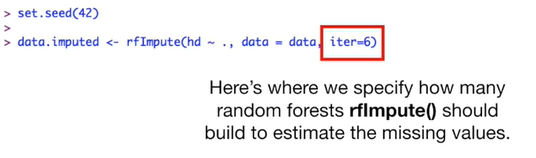 > set.seed(42)
>
> data.imputed <- rfImpute(hd ~ ., data = data, iter=6)
Here's where we specify how many
random forests rfImpute() should
build to estimate the missing values.